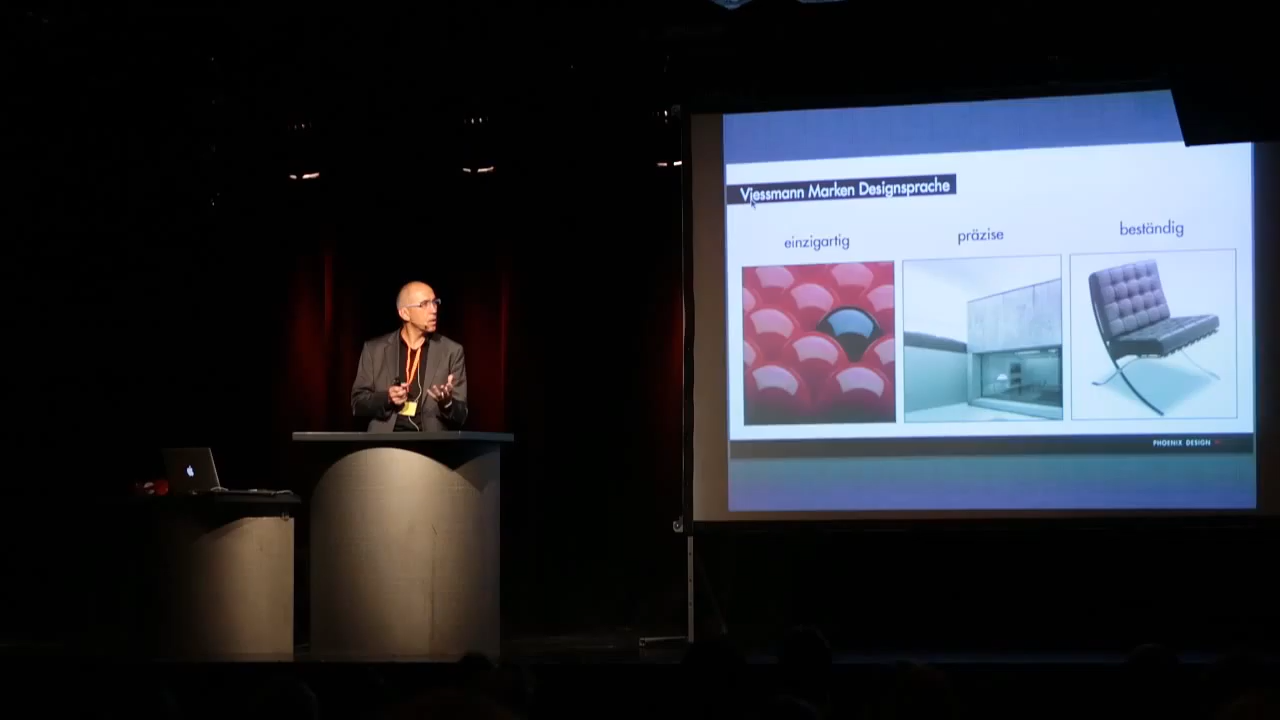 Viessmann Marken Designsprache
einzigartig
präzise
beständig
PHOENIX DESIGN